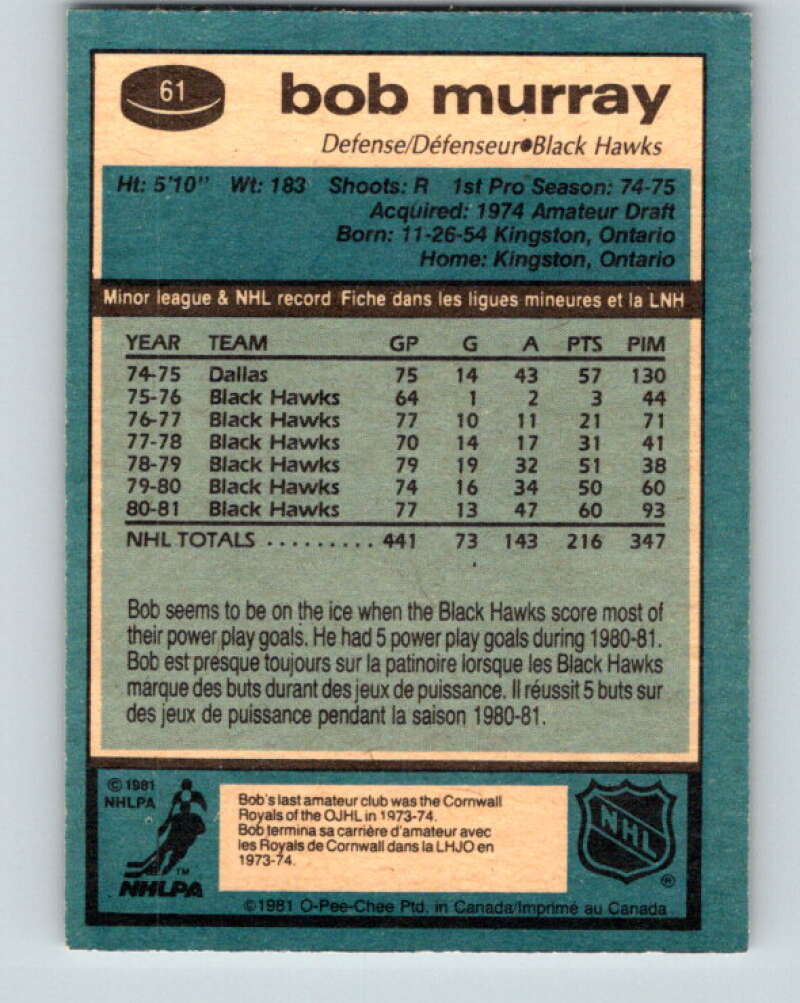 61
bob murray
Defense/Défenseur•Black Hawks
Ht: 5'10" Wt: 183 Shoots: R 1st Pro Season: 74-75
Acquired: 1974 Amateur Draft
Born: 11-26-54 Kingston, Ontario
Home: Kingston, Ontario
Minor league & NHL record Fiche dans les ligues mineures et la LNH
YEAR TEAM GP G A PTS PIM
74-75 Dallas 75 14 43 57 130
75-76 Black Hawks 64 1 2 3 44
76-77 Black Hawks 77 10 11 21 71
77-78 Black Hawks 70 14 17 31 41
78-79 Black Hawks 79 19 32 51 38
79-80 Black Hawks 74 16 34 50 60
80-81 Black Hawks 77 13 47 60 93
NHL TOTALS ......... 441 73 143 216 347
Bob seems to be on the ice when the Black Hawks score most of
their power play goals. He had 5 power play goals during 1980-81.
Bob est presque toujours sur la patinoire lorsque les Black Hawks
marque des buts durant des jeux de puissance. Il réussit 5 buts sur
des jeux de puissance pendant la saison 1980-81.
© 1981
NHLPA
TM
NHLPA
Bob's last amateur club was the Cornwall
Royals of the OJHL in 1973-74.
Bob termina sa carrière d'amateur avec
les Royals de Cornwall dans la LHJO en
1973-74.
NHL
®
©1981 O-Pee-Chee Ptd. in Canada/Imprimé au Canada